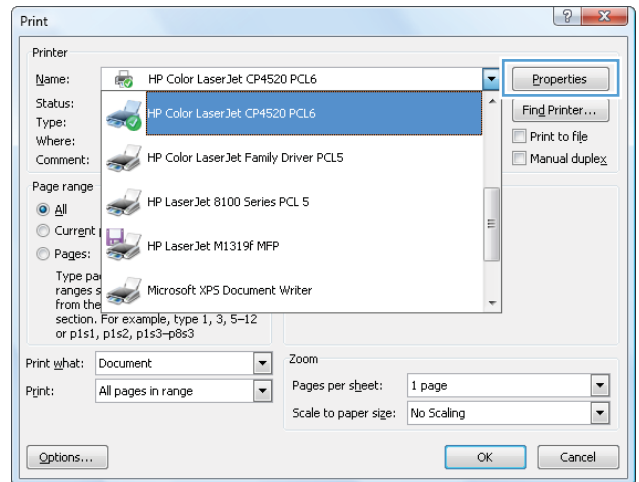 Print
Printer
Name: HP Color LaserJet CP4520 PCL6 Properties
Status: HP Color LaserJet CP4520 PCL6 Find Printer...
Type:
Where: Print to file
Comment: HP Color LaserJet Family Driver PCL5 Manual duplex
Page range
All HP LaserJet 8100 Series PCL 5
Current
Pages: HP LaserJet M1319f MFP
Type
ranges Microsoft XPS Document Writer
from the
section. For example, type 1, 3, 5–12
or p1s1, p1s2, p1s3–p8s3
Print what: Document Zoom
Print: All pages in range Pages per sheet: 1 page
Scale to paper size: No Scaling
Options... OK Cancel